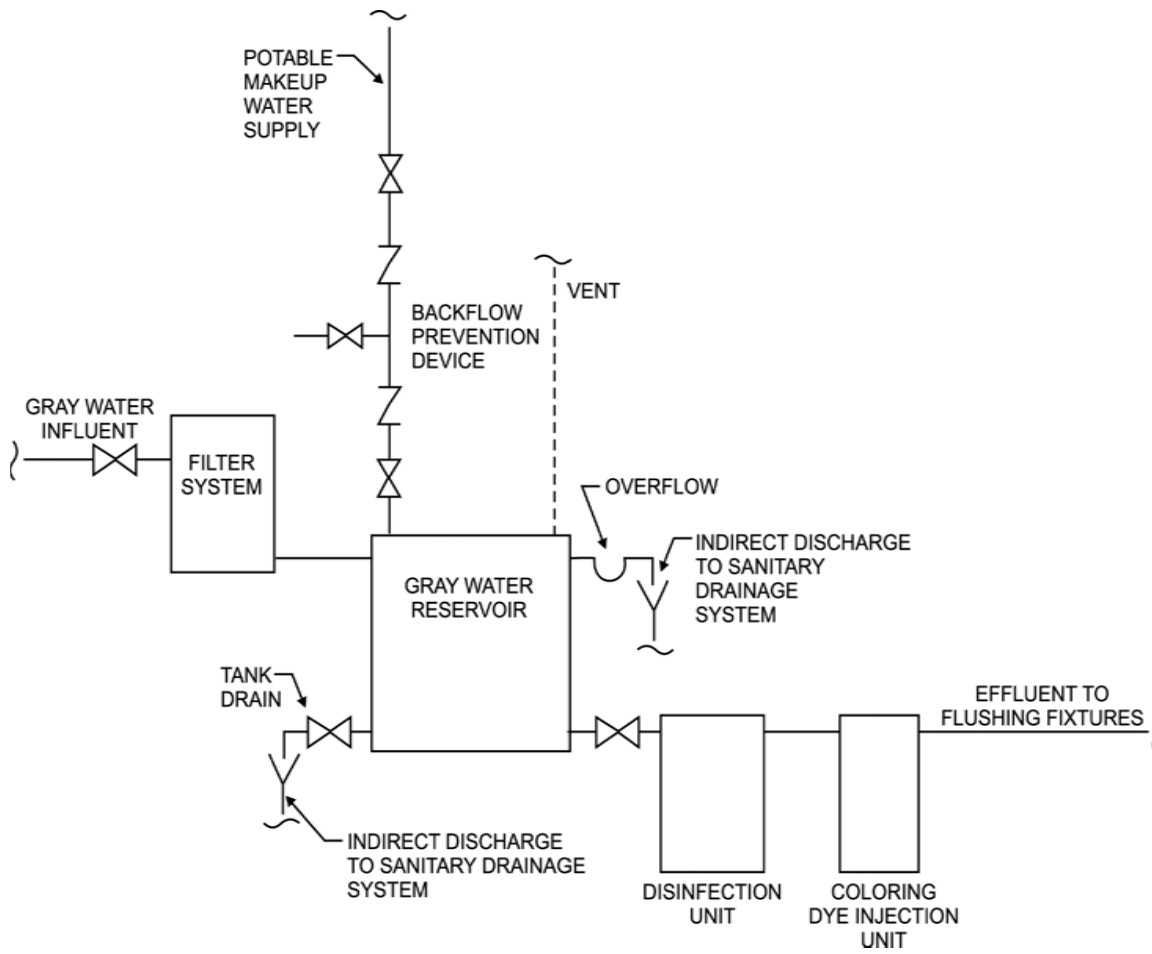 POTABLE
MAKEUP
WATER
SUPPLY
VENT
BACKFLOW
PREVENTION
DEVICE
GRAY WATER
INFLUENT
FILTER
SYSTEM
OVERFLOW
INDIRECT DISCHARGE
TO SANITARY
DRAINAGE
SYSTEM
GRAY WATER
RESERVOIR
TANK
DRAIN
EFFLUENT TO
FLUSHING FIXTURES
INDIRECT DISCHARGE
TO SANITARY DRAINAGE
SYSTEM
DISINFECTION
UNIT
COLORING
DYE INJECTION
UNIT